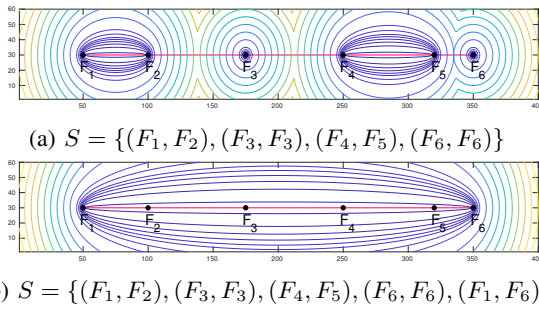 60
50
40
30
20
10
F1 F2 F3 F4 F5 F6
50 100 150 200 250 300 350 40
(a) S = {(F1, F2), (F3, F3), (F4, F5), (F6, F6)}
60
50
40
30
20
10
F1 F2 F3 F4 F5 F6
50 100 150 200 250 300 350 40
) S = {(F1, F2), (F3, F3), (F4, F5), (F6, F6), (F1, F6)